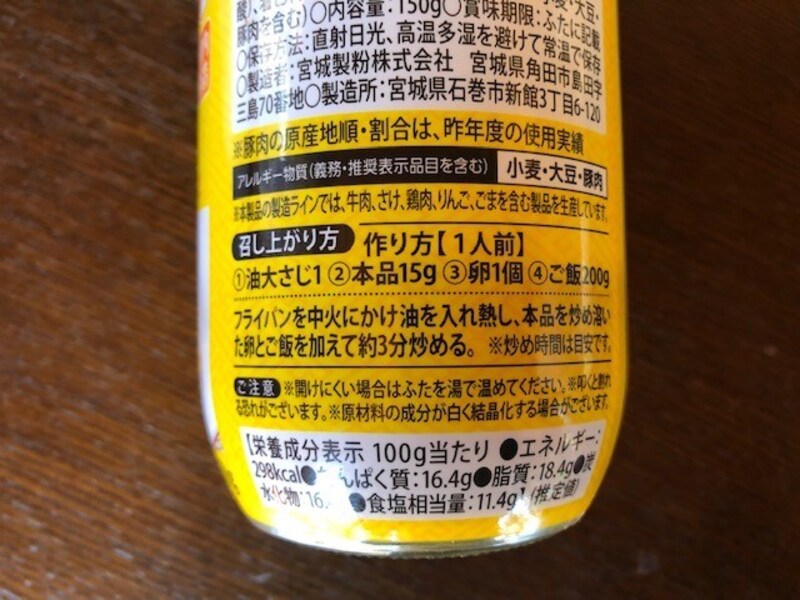 豚肉を含む)〇内容量:150g〇賞味期限:ふたに記載
〇保存方法:直射日光、高温多湿を避けて常温で保存
〇製造者:宮城製粉株式会社 宮城県角田市島田字
三島70番地〇製造所:宮城県石巻市新館3丁目6-120
※豚肉の原産地順・割合は、昨年度の使用実績
アレルギー物質(義務・推奨表示品目を含む) 小麦・大豆・豚肉
※本製品の製造ラインでは、牛肉、さけ、鶏肉、りんご、ごまを含む製品を生産しています。
召し上がり方 作り方【1人前】
①油大さじ1 ②本品15g ③卵1個 ④ご飯200g
フライパンを中火にかけ油を入れ熱し、本品を炒め溶い
た卵とご飯を加えて約3分炒める。 ※炒め時間は目安です。
ご注意 ※開けにくい場合はふたを湯で温めてください。※叩くと割れ
る恐れがございます。※原材料の成分が白く結晶化する場合がございます。
【栄養成分表示 100g当たり ●エネルギー:
298kcal●たんぱく質:16.4g●脂質:18.4g●炭
水化物:16. ●食塩相当量:11.4g】(推定値)